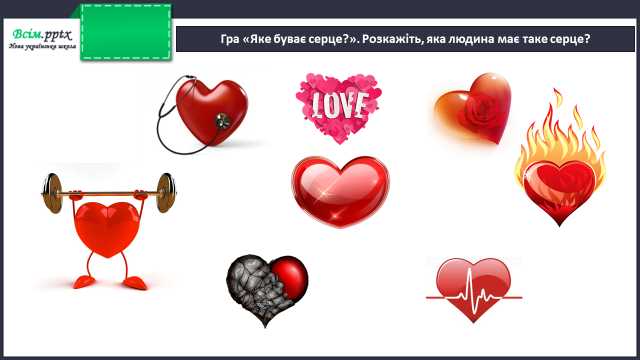 Всім.pptx
Нова українська школа
Гра «Яке буває серце?». Розкажіть, яка людина має таке серце?
LOVE